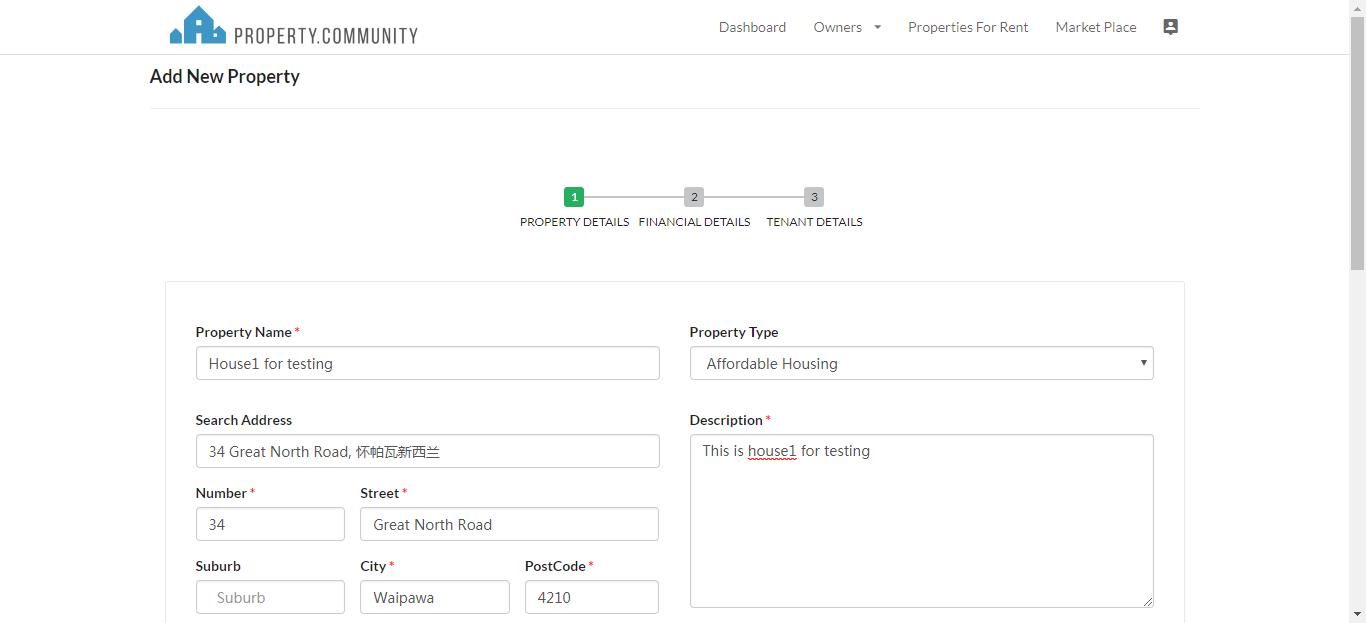 PROPERTY.COMMUNITY
Dashboard Owners Properties For Rent Market Place
Add New Property
1 2 3
PROPERTY DETAILS FINANCIAL DETAILS TENANT DETAILS
Property Name * Property Type
House1 for testing Affordable Housing
Search Address Description *
34 Great North Road, 怀帕瓦新西兰 This is house1 for testing
Number * Street *
34 Great North Road
Suburb City * PostCode *
Suburb Waipawa 4210